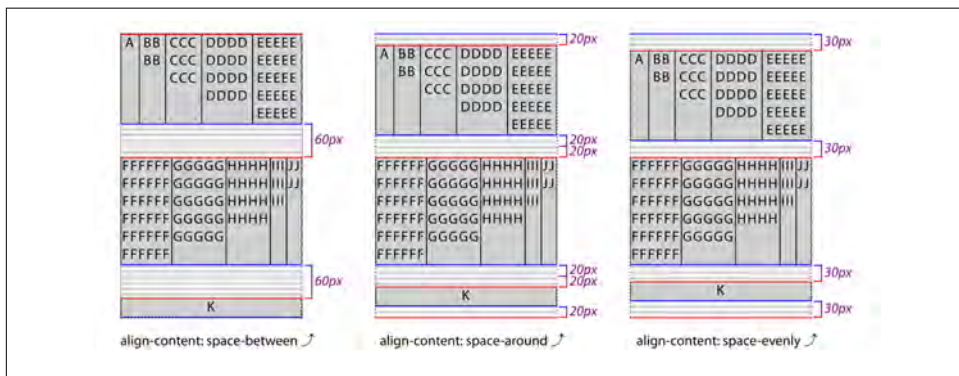 A BB CCC DDDD EEEEE
BB CCC DDDD EEEEE
CCC DDDD EEEEE
DDDD EEEEE
EEEEE
60px
FFFFFF GGGGG HHHH III JJ
FFFFFF GGGGG HHHH III JJ
FFFFFF GGGGG HHHH III
FFFFFF GGGGG HHHH
FFFFFF GGGGG
FFFFFF
60px
K
align-content: space-between
20px
A BB CCC DDDD EEEEE
BB CCC DDDD EEEEE
CCC DDDD EEEEE
DDDD EEEEE
EEEEE
20px
20px
FFFFFF GGGGG HHHH III JJ
FFFFFF GGGGG HHHH III JJ
FFFFFF GGGGG HHHH III
FFFFFF GGGGG HHHH
FFFFFF GGGGG
FFFFFF
20px
20px
K
20px
align-content: space-around
30px
A BB CCC DDDD EEEEE
BB CCC DDDD EEEEE
CCC DDDD EEEEE
DDDD EEEEE
EEEEE
30px
FFFFFF GGGGG HHHH III JJ
FFFFFF GGGGG HHHH III JJ
FFFFFF GGGGG HHHH III
FFFFFF GGGGG HHHH
FFFFFF GGGGG
FFFFFF
30px
K
30px
align-content: space-evenly